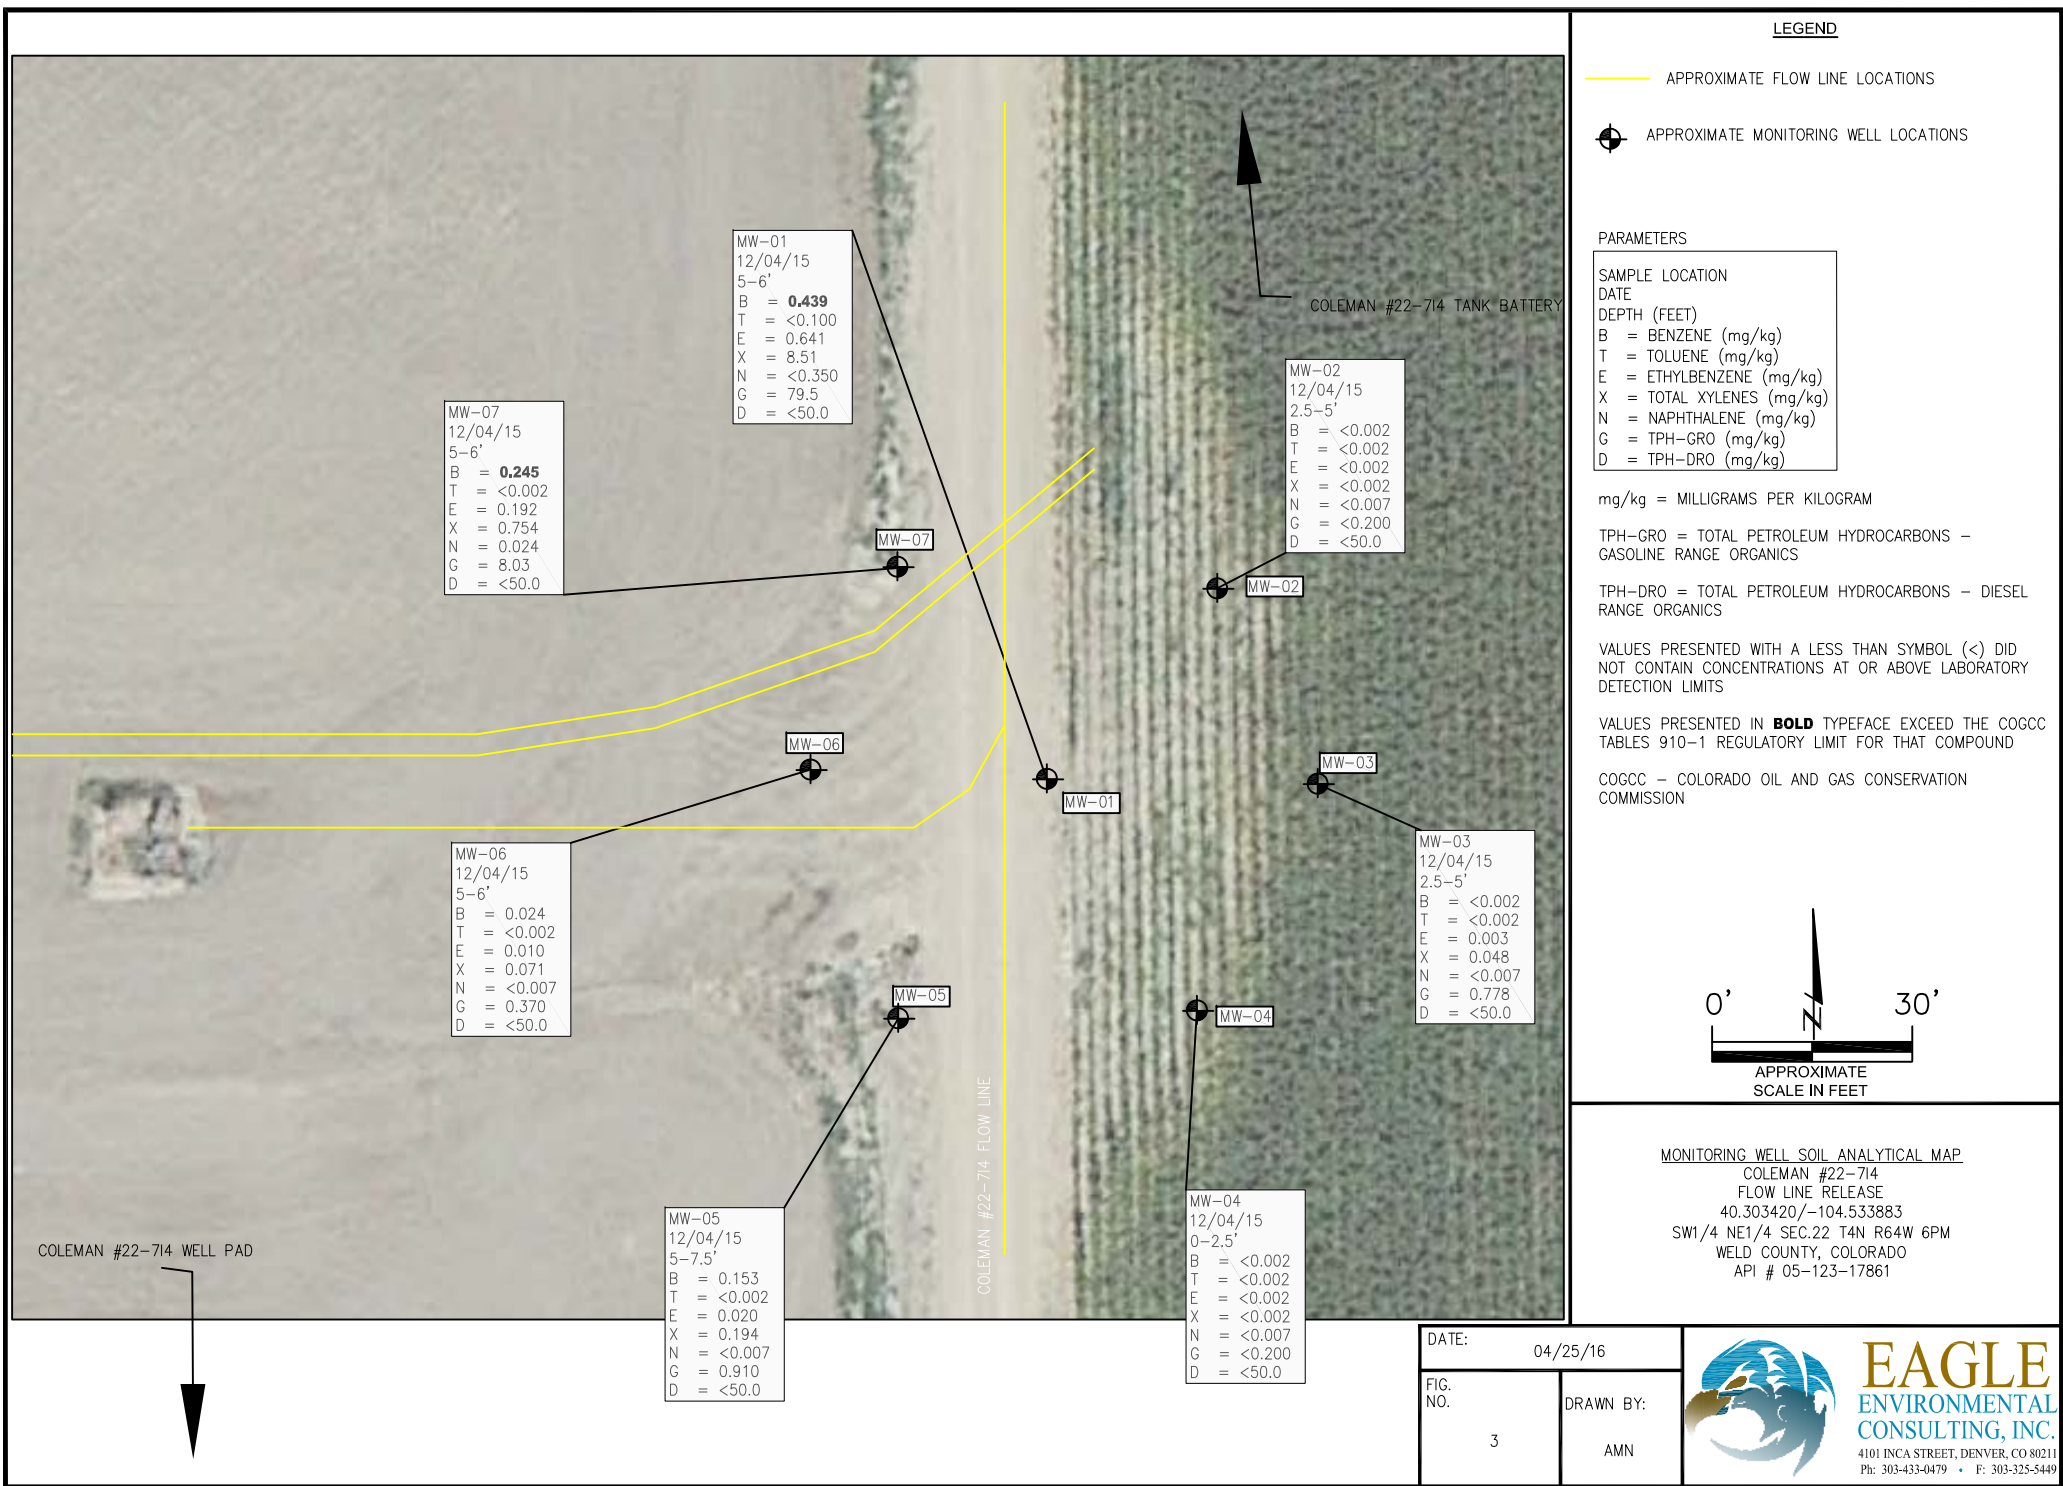 MW-01
12/04/15
5-6'
B = 0.439
T = <0.100
E = 0.641
X = 8.51
N = <0.350
G = 79.5
D = <50.0
MW-07
12/04/15
5-6'
B = 0.245
T = <0.002
E = 0.192
X = 0.754
N = 0.024
G = 8.03
D = <50.0
COLEMAN #22-714 TANK BATTERY
MW-02
12/04/15
2.5-5'
B = <0.002
T = <0.002
E = <0.002
X = <0.002
N = <0.007
G = <0.200
D = <50.0
MW-07
MW-02
MW-06
MW-03
MW-01
MW-06
12/04/15
5-6'
B = 0.024
T = <0.002
E = 0.010
X = 0.071
N = <0.007
G = 0.370
D = <50.0
MW-03
12/04/15
2.5-5'
B = <0.002
T = <0.002
E = 0.003
X = 0.048
N = <0.007
G = 0.778
D = <50.0
MW-05
MW-04
COLEMAN #22-714 FLOW LINE
COLEMAN #22-714 WELL PAD
MW-05
12/04/15
5-7.5'
B = 0.153
T = <0.002
E = 0.020
X = 0.194
N = <0.007
G = 0.910
D = <50.0
MW-04
12/04/15
0-2.5'
B = <0.002
T = <0.002
E = <0.002
X = <0.002
N = <0.007
G = <0.200
D = <50.0
LEGEND
APPROXIMATE FLOW LINE LOCATIONS
APPROXIMATE MONITORING WELL LOCATIONS
PARAMETERS
SAMPLE LOCATION
DATE
DEPTH (FEET)
B = BENZENE (mg/kg)
T = TOLUENE (mg/kg)
E = ETHYLBENZENE (mg/kg)
X = TOTAL XYLENES (mg/kg)
N = NAPHTHALENE (mg/kg)
G = TPH-GRO (mg/kg)
D = TPH-DRO (mg/kg)
mg/kg = MILLIGRAMS PER KILOGRAM
TPH-GRO = TOTAL PETROLEUM HYDROCARBONS -
GASOLINE RANGE ORGANICS
TPH-DRO = TOTAL PETROLEUM HYDROCARBONS - DIESEL
RANGE ORGANICS
VALUES PRESENTED WITH A LESS THAN SYMBOL (<) DID
NOT CONTAIN CONCENTRATIONS AT OR ABOVE LABORATORY
DETECTION LIMITS
VALUES PRESENTED IN BOLD TYPEFACE EXCEED THE COGCC
TABLES 910-1 REGULATORY LIMIT FOR THAT COMPOUND
COGCC - COLORADO OIL AND GAS CONSERVATION
COMMISSION
0' N 30'
APPROXIMATE
SCALE IN FEET
MONITORING WELL SOIL ANALYTICAL MAP
COLEMAN #22-714
FLOW LINE RELEASE
40.303420/-104.533883
SW1/4 NE1/4 SEC.22 T4N R64W 6PM
WELD COUNTY, COLORADO
API # 05-123-17861
DATE: 04/25/16
FIG.
NO.
3
DRAWN BY:
AMN
EAGLE
ENVIRONMENTAL
CONSULTING, INC.
4101 INCA STREET, DENVER, CO 80211
Ph: 303-433-0479 • F: 303-325-5449